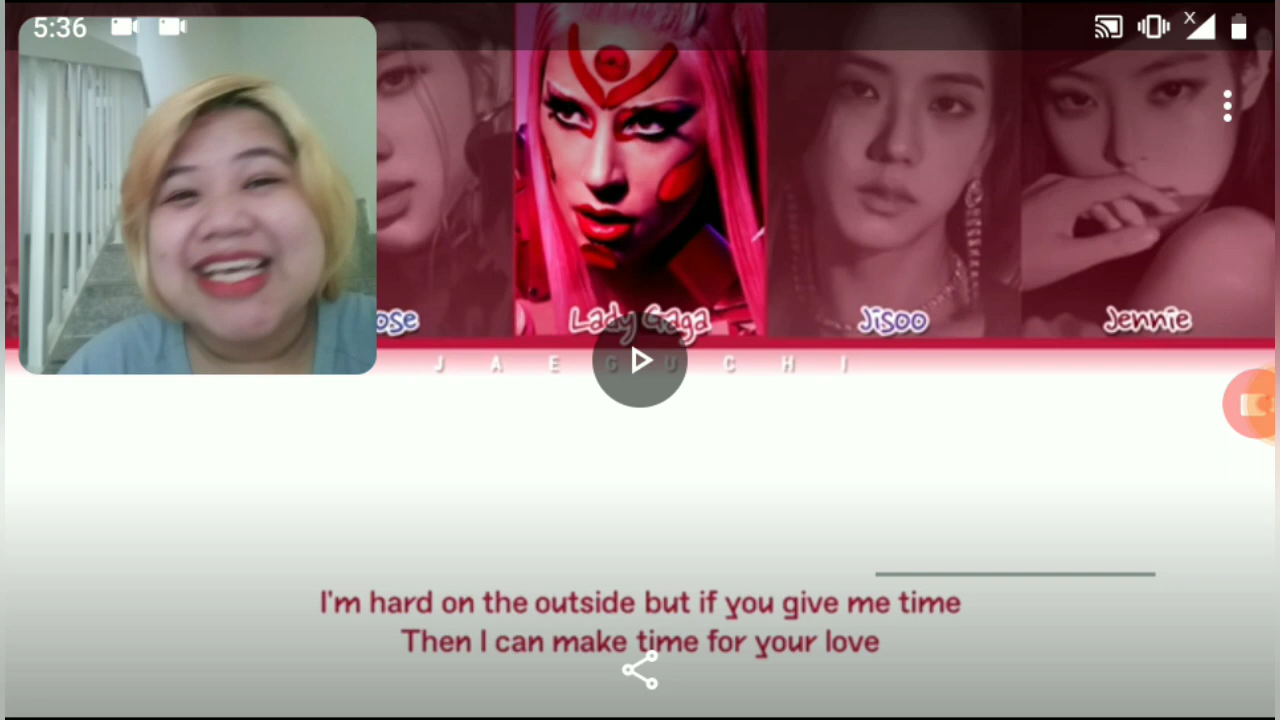 5:36
X
ose
Lady Gaga
Jisoo
Jennie
J A E G U C H I
I'm hard on the outside but if you give me time
Then I can make time for your love